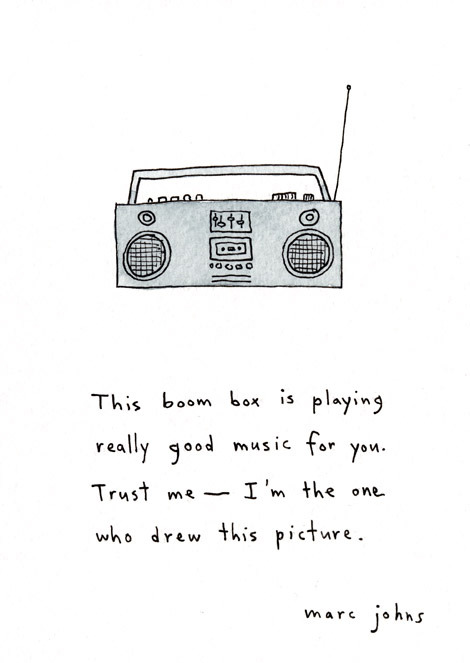 This boom box is playing
really good music for you.
Trust me — I'm the one
who drew this picture.
marc johns